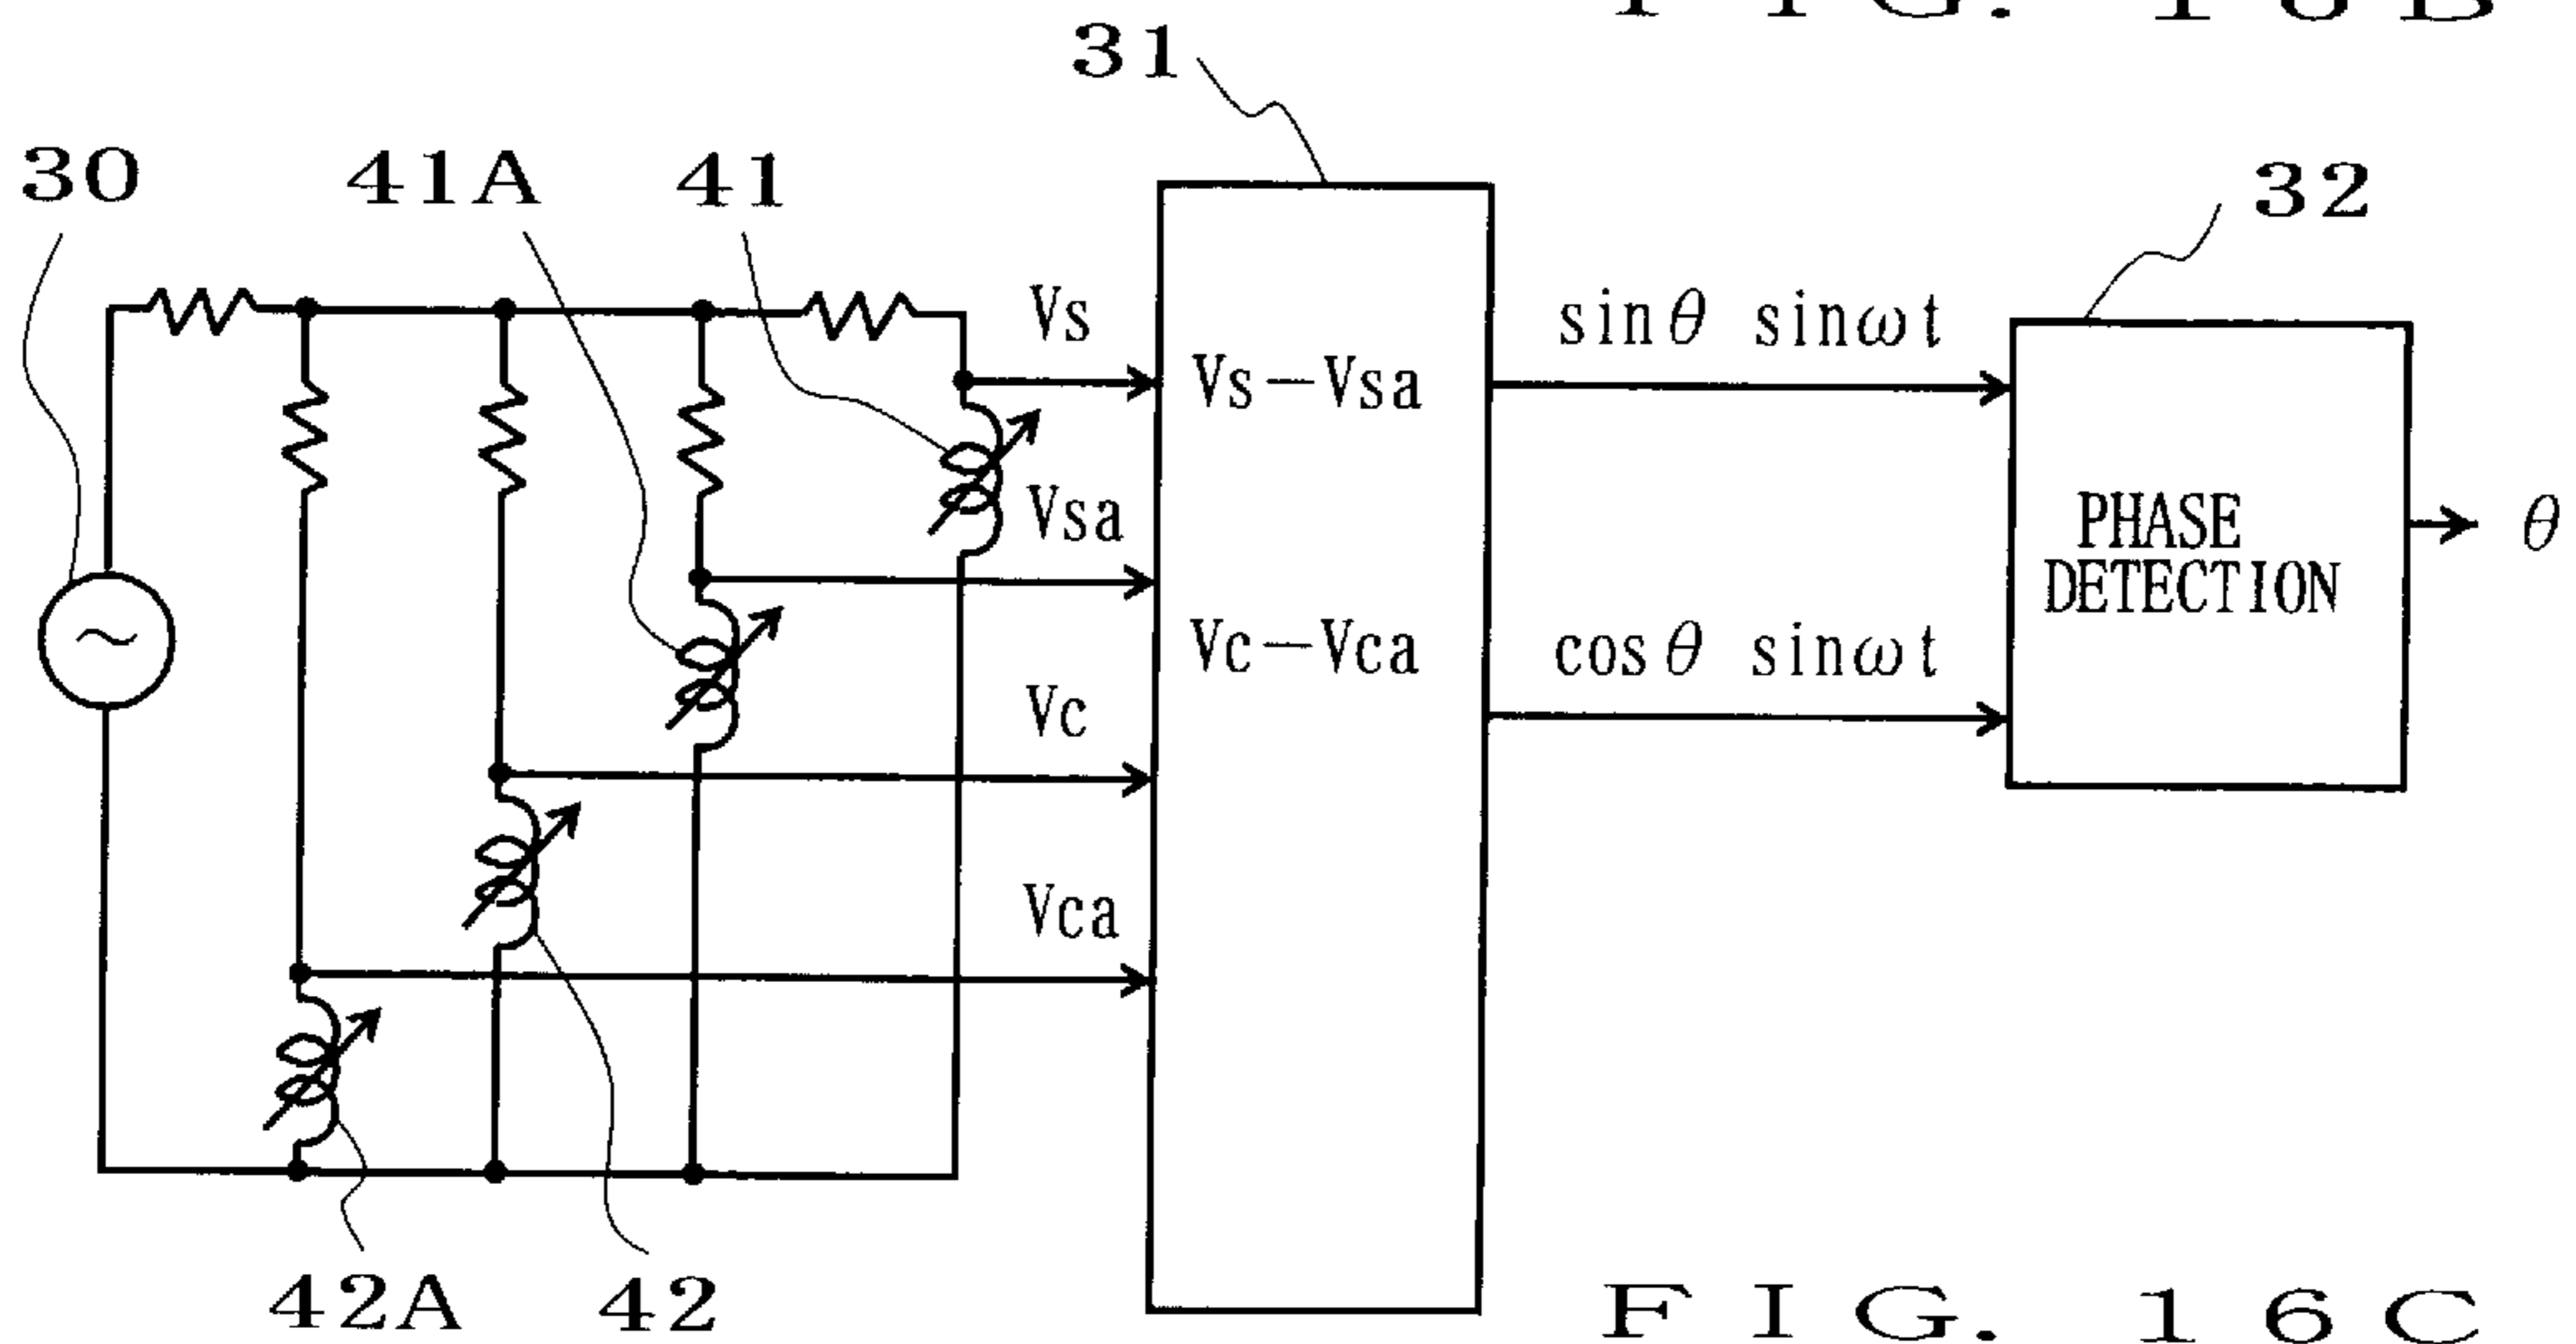 31
30
41A
41
32
Vs
Vs−Vsa
sinθ sinωt
Vsa
PHASE
DETECTION
θ
Vc−Vca
cosθ sinωt
Vc
Vca
42A
42
FIG. 16C